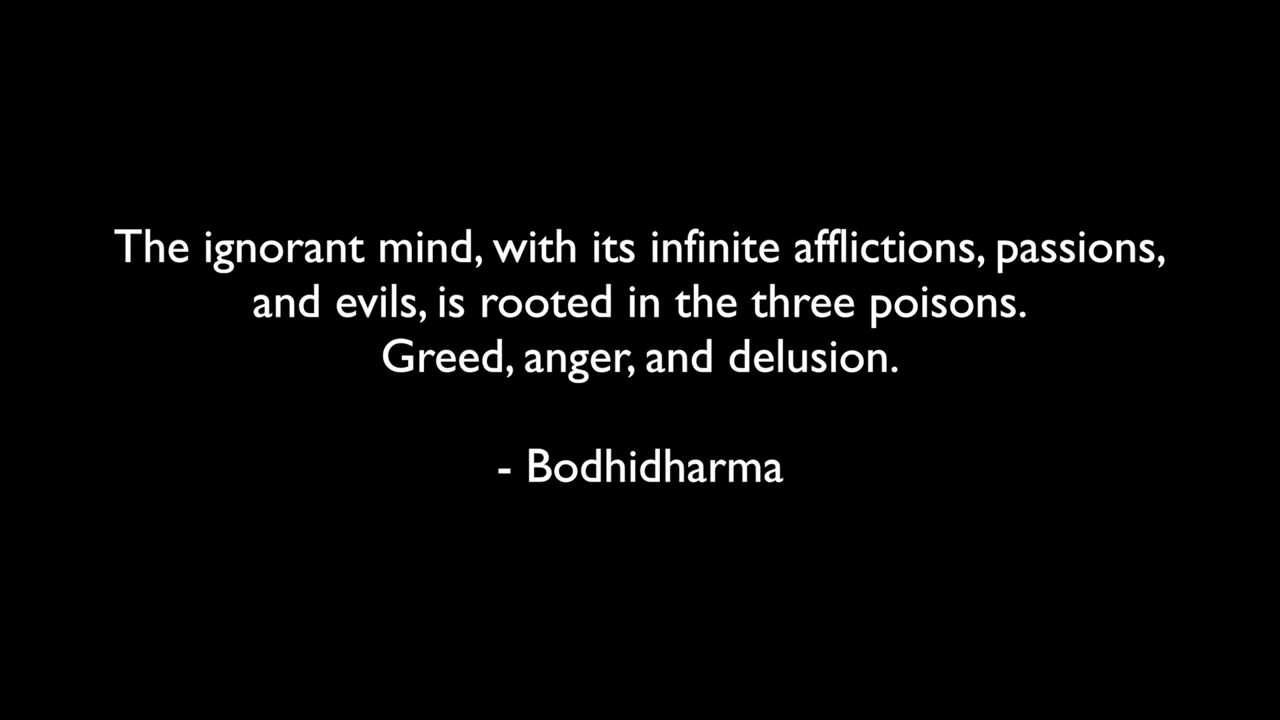 The ignorant mind, with its infinite afflictions, passions,
and evils, is rooted in the three poisons.
Greed, anger, and delusion.
- Bodhidharma